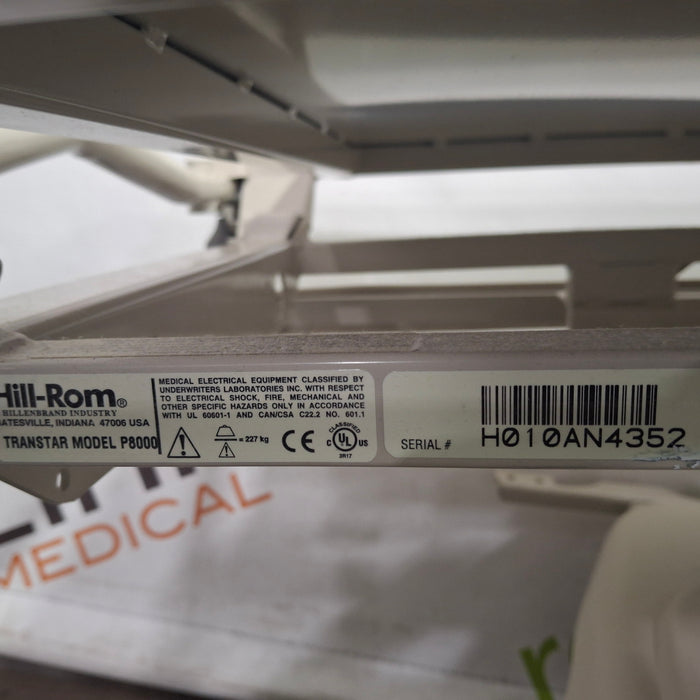 Hill-Rom®
HILLENBRAND INDUSTRY
BATESVILLE, INDIANA 47006 USA
TRANSTAR MODEL P8000
MEDICAL ELECTRICAL EQUIPMENT CLASSIFIED BY
UNDERWRITERS LABORATORIES INC. WITH RESPECT
TO ELECTRICAL SHOCK, FIRE, MECHANICAL AND
OTHER SPECIFIC HAZARDS ONLY IN ACCORDANCE
WITH UL 60601-1 AND CAN/CSA C22.2 NO. 601.1
= 227 kg
CE
CLASSIFIED
C UL US
3R17
SERIAL #
H010AN4352
MEDICAL